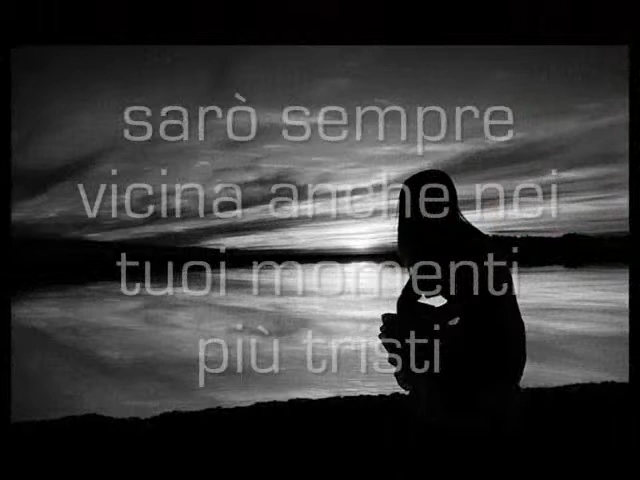 sarò sempre
vicina anche nei
tuoi momenti
più tristi